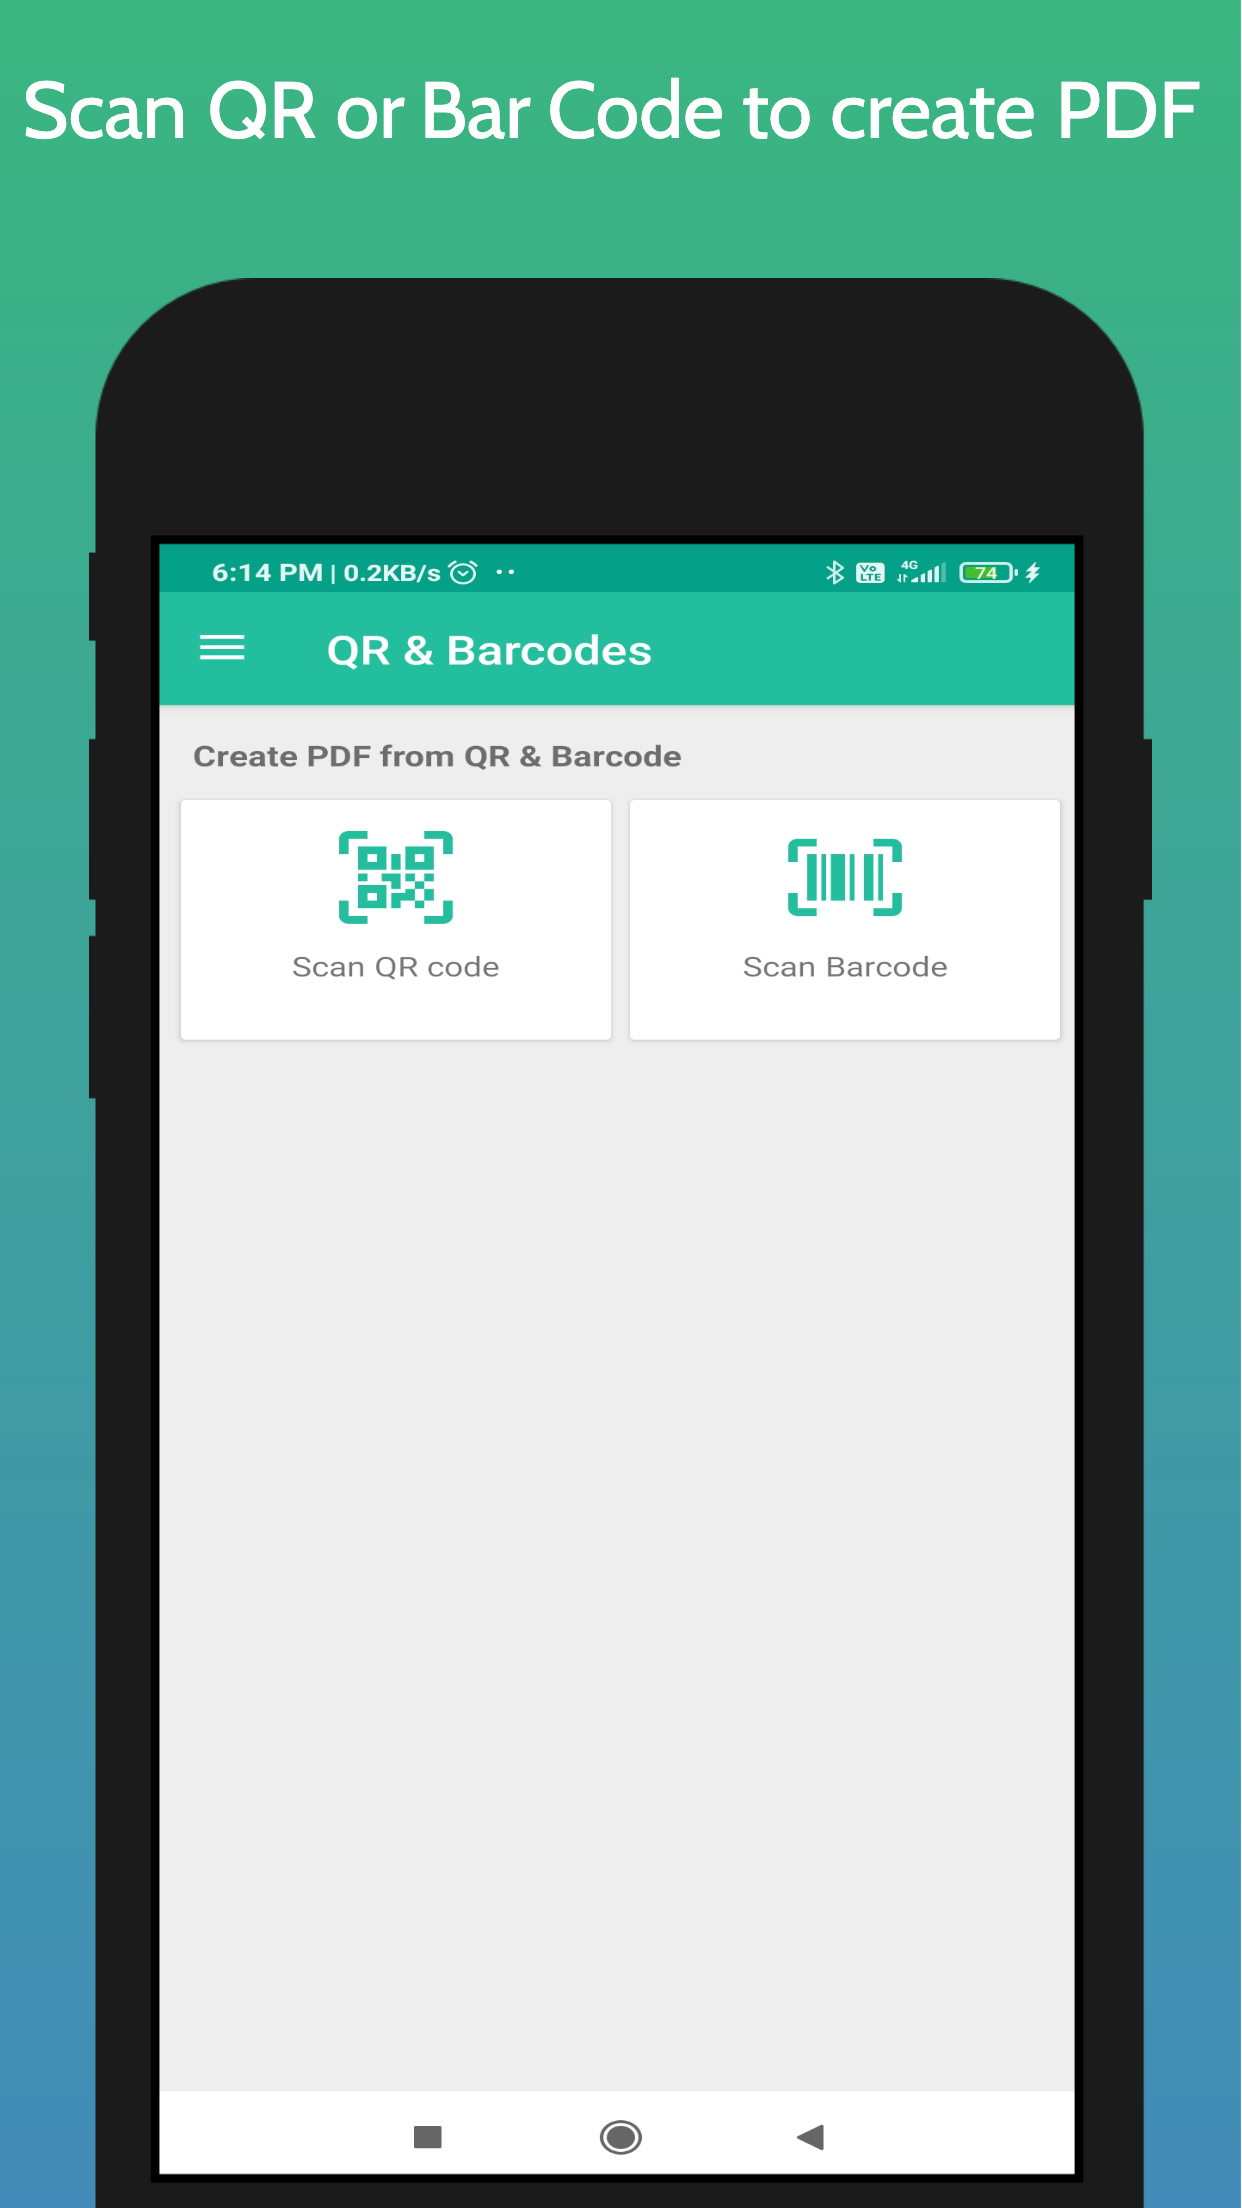 Scan QR or Bar Code to create PDF
6:14 PM | 0.2KB/s
Vo LTE 4G 74
QR & Barcodes
Create PDF from QR & Barcode
Scan QR code
Scan Barcode